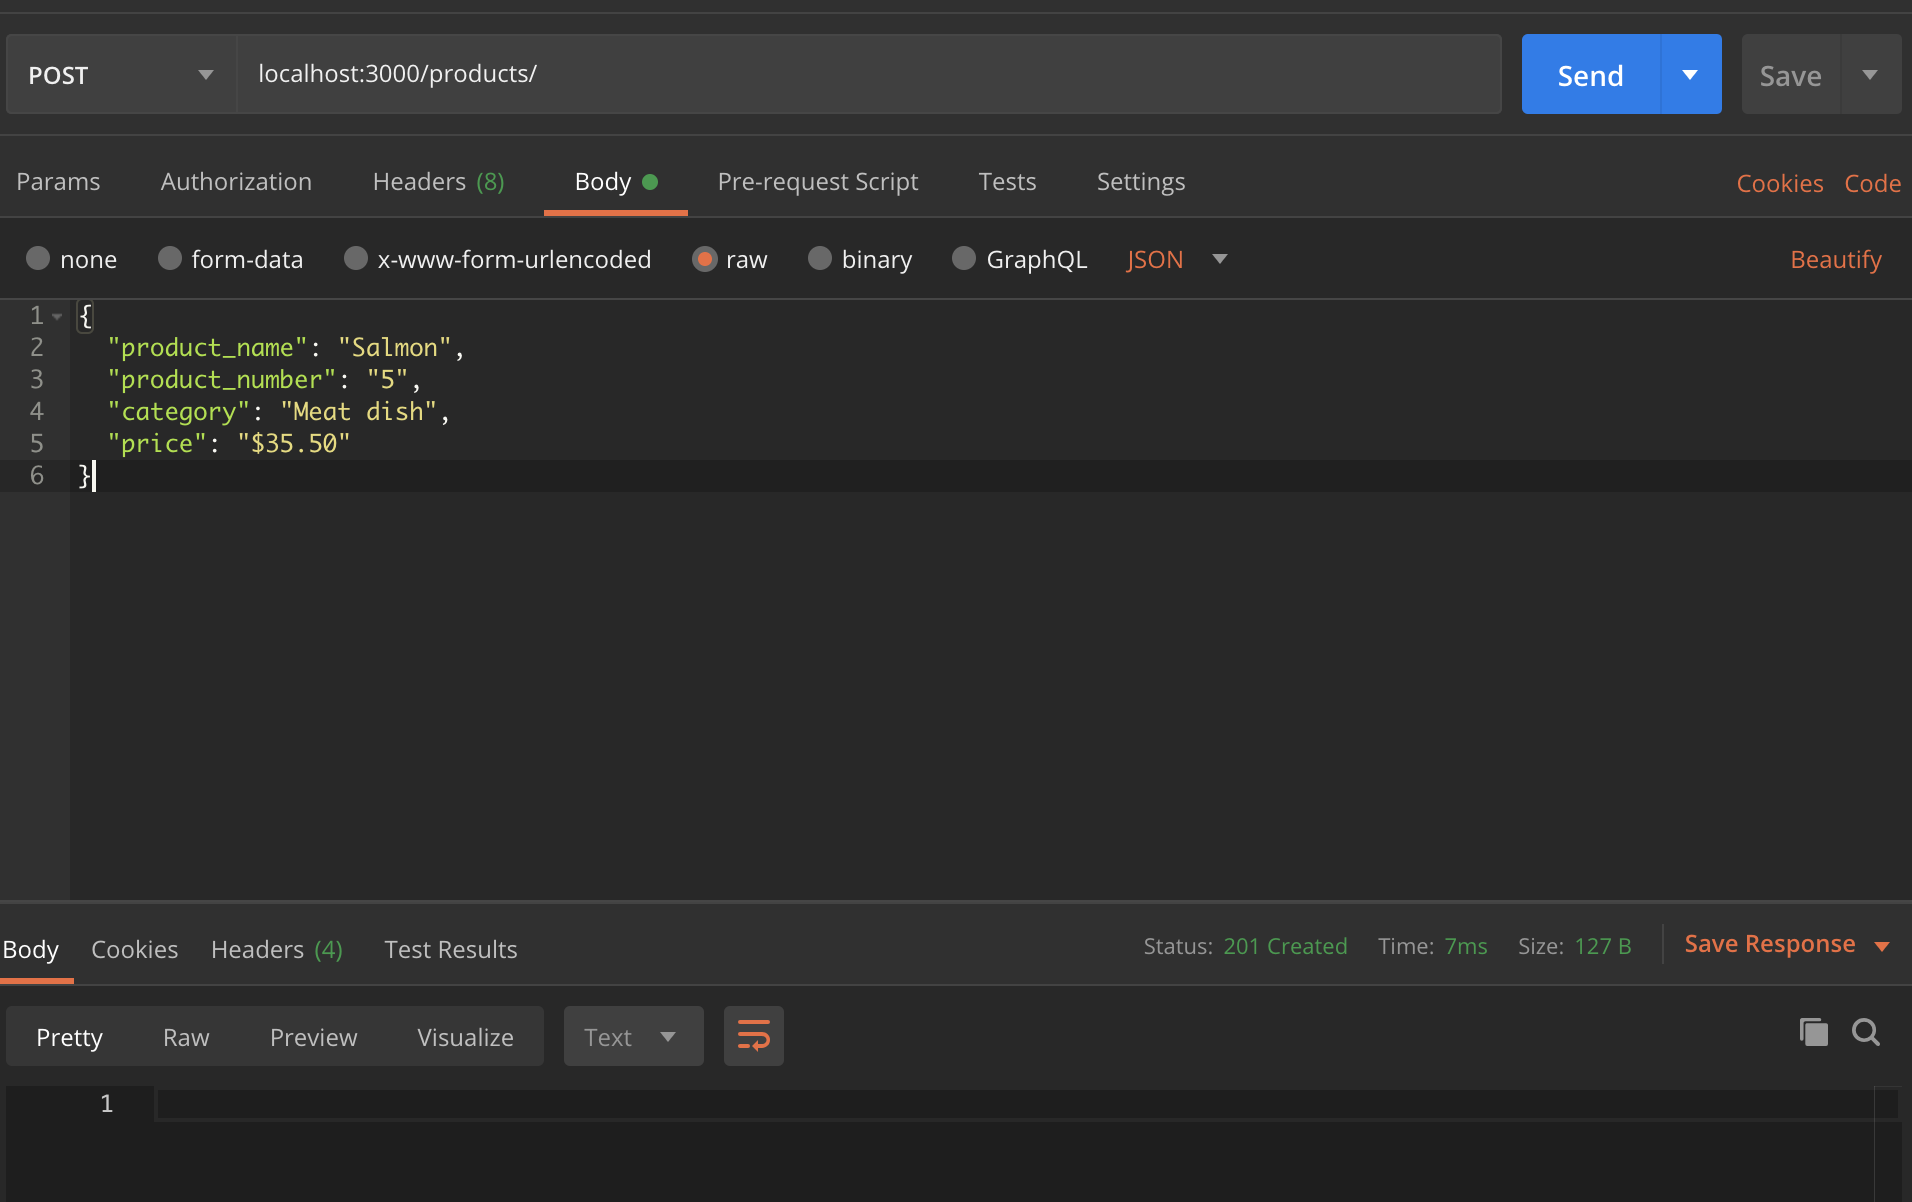 POST localhost:3000/products/ Send Save
Params Authorization Headers (8) Body Pre-request Script Tests Settings Cookies Code
none form-data x-www-form-urlencoded raw binary GraphQL JSON Beautify
1 {
2 "product_name": "Salmon",
3 "product_number": "5",
4 "category": "Meat dish",
5 "price": "$35.50"
6 }
Body Cookies Headers (4) Test Results Status: 201 Created Time: 7ms Size: 127 B Save Response
Pretty Raw Preview Visualize Text
1